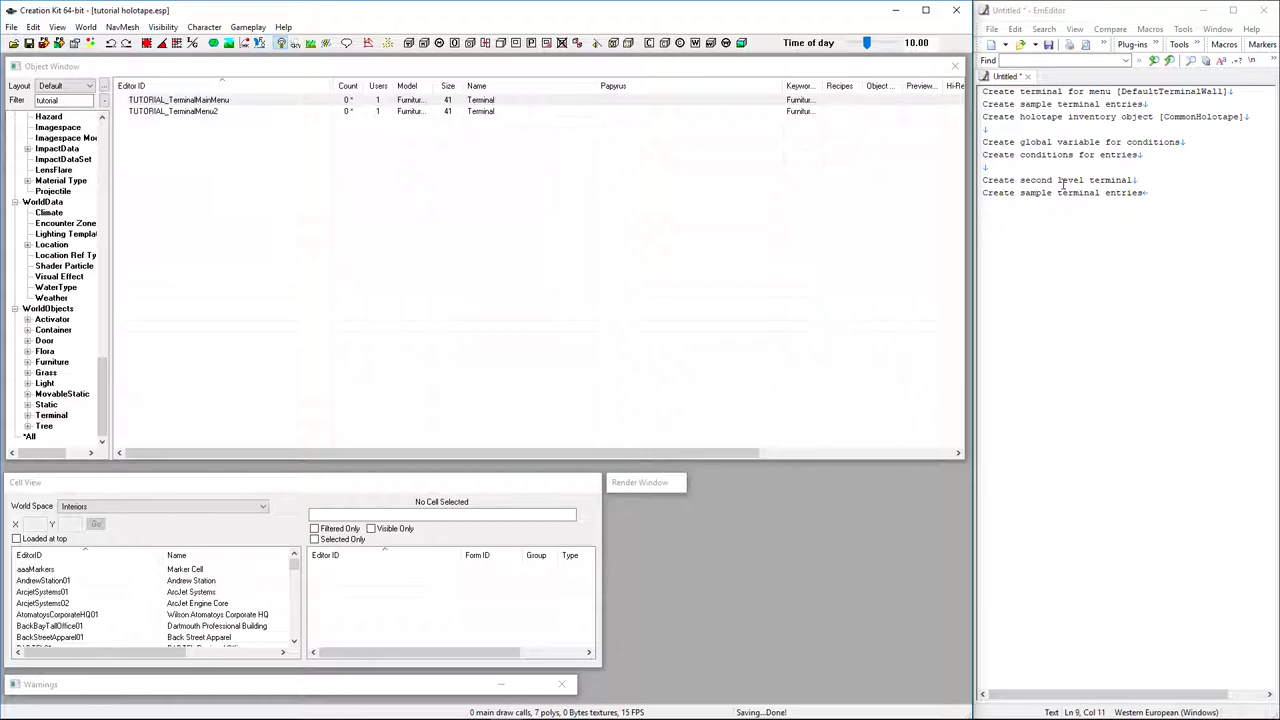 Creation Kit 64-bit - [tutorial holotape.esp]
File Edit View World NavMesh Visibility Character Gameplay Help
Time of day 10.00
Object Window
Layout Default ...
Filter tutorial
Editor ID Count Users Model Size Name Papyrus Keywor... Recipes Object ... Preview... Hi-Re
TUTORIAL_TerminalMainMenu 0 * 1 Furnitur... 41 Terminal Furnitur...
TUTORIAL_TerminalMenu2 0 * 1 Furnitur... 41 Terminal Furnitur...
Hazard
Imagespace
Imagespace Moc
ImpactData
ImpactDataSet
LensFlare
Material Type
Projectile
WorldData
Climate
Encounter Zone
Lighting Templa
Location
Location Ref Ty
Shader Particle
Visual Effect
WaterType
Weather
WorldObjects
Activator
Container
Door
Flora
Furniture
Grass
Light
MovableStatic
Static
Terminal
Tree
*All
Cell View
World Space Interiors
X Y Go
Loaded at top
No Cell Selected
Filtered Only Visible Only
Selected Only
EditorID Name
aaaMarkers Marker Cell
AndrewStation01 Andrew Station
ArcjetSystems01 ArcJet Systems
ArcjetSystems02 ArcJet Engine Core
AtomatoysCorporateHQ01 Wilson Atomatoys Corporate HQ
BackBayTallOffice01 Dartmouth Professional Building
BackStreetApparel01 Back Street Apparel
Editor ID Form ID Group Type
Render Window
Warnings
0 main draw calls, 7 polys, 0 Bytes textures, 15 FPS
Saving...Done!
Untitled * - EmEditor
File Edit Search View Compare Macros Tools Window Help
Plug-ins Tools Macros Markers
Find
Untitled *
Create terminal for menu [DefaultTerminalWall]↓
Create sample terminal entries↓
Create holotape inventory object [CommonHolotape]↓
↓
Create global variable for conditions↓
Create conditions for entries↓
↓
Create second level terminal↓
Create sample terminal entries←
Text Ln 9, Col 11 Western European (Windows)